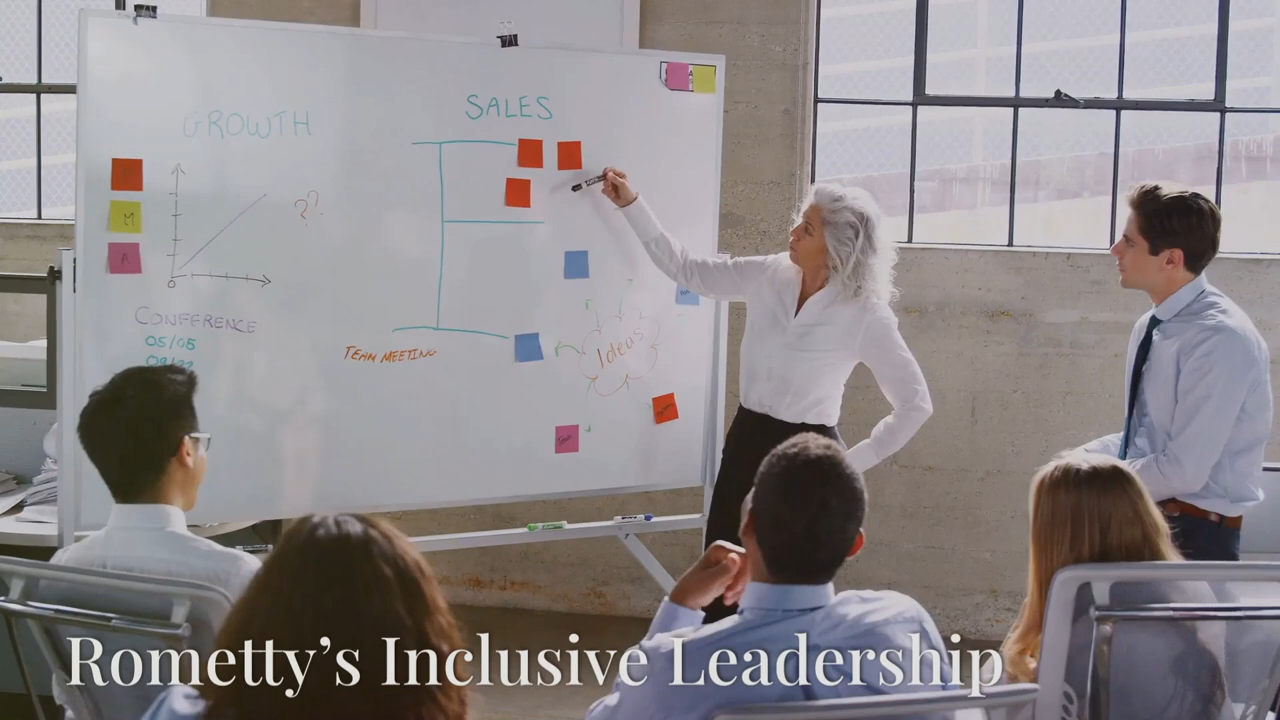 GROWTH
SALES
M
A
??
CONFERENCE
05/05
TEAM MEETING
Ideas
Rometty’s Inclusive Leadership